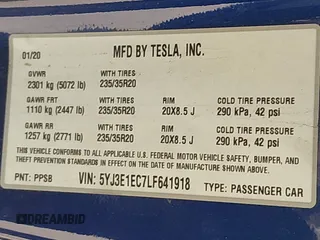 01/20 MFD BY TESLA, INC.
GVWR WITH TIRES
2301 kg (5072 lb) 235/35R20
GAWR FRT WITH TIRES RIM COLD TIRE PRESSURE
1110 kg (2447 lb) 235/35R20 20X8.5 J 290 kPa, 42 psi
GAWR RR WITH TIRES RIM COLD TIRE PRESSURE
1257 kg (2771 lb) 235/35R20 20X8.5 J 290 kPa, 42 psi
THIS VEHICLE CONFORMS TO ALL APPLICABLE U.S. FEDERAL MOTOR VEHICLE SAFETY, BUMPER, AND
THEFT PREVENTION STANDARDS IN EFFECT ON THE DATE OF MANUFACTURE SHOWN ABOVE.
PNT: PPSB VIN: 5YJ3E1EC7LF641918 TYPE: PASSENGER CAR
DREAMBID